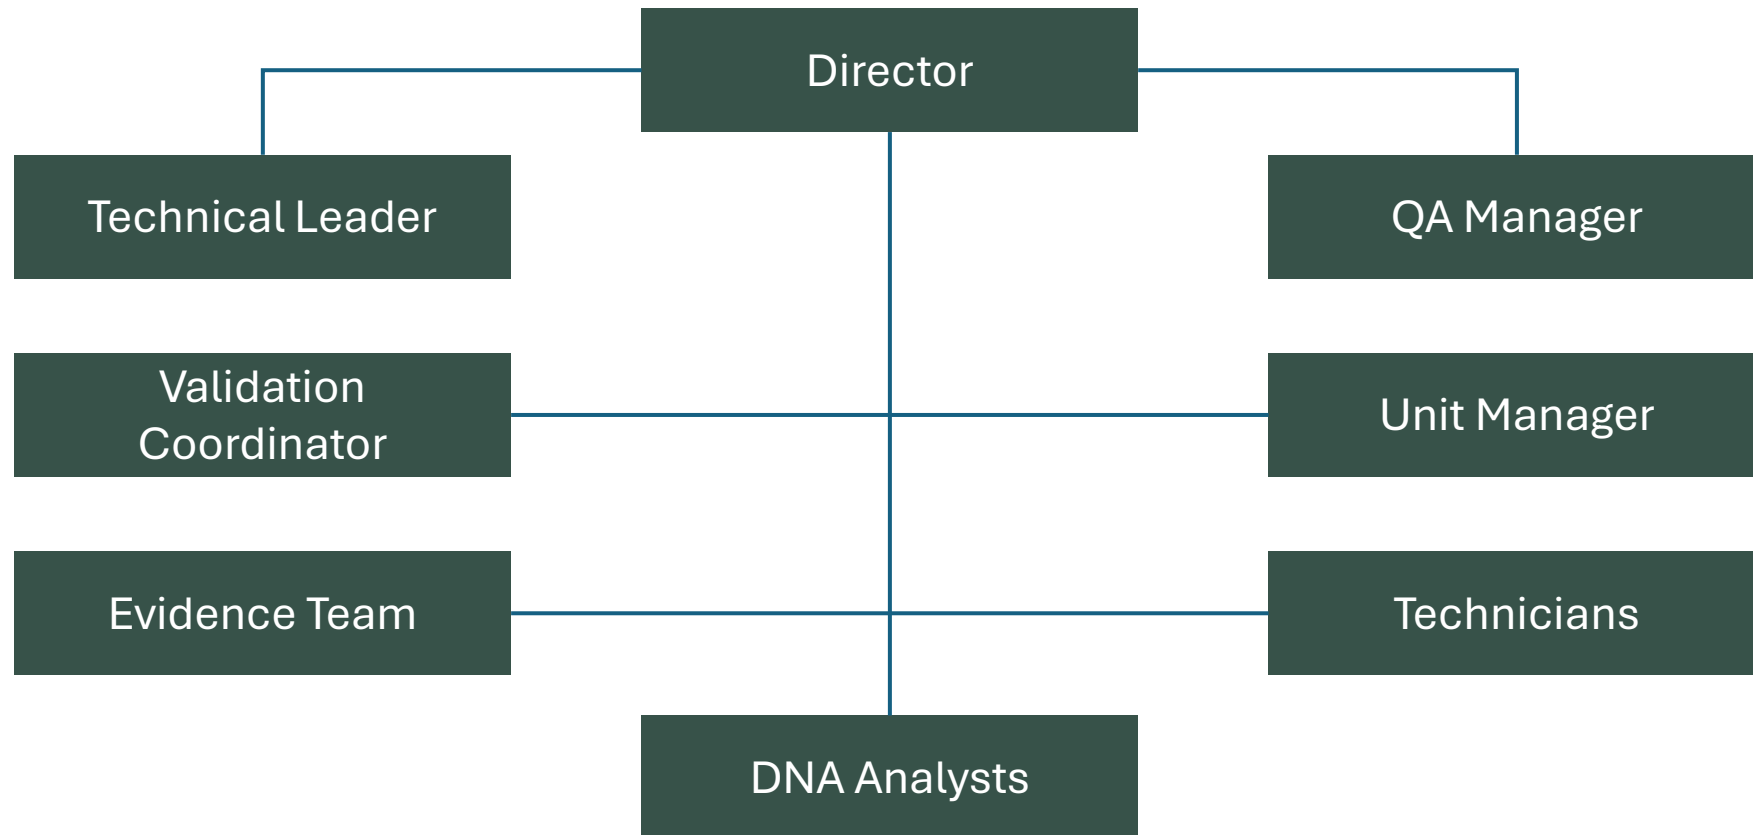 Director
Technical Leader
QA Manager
Validation
Coordinator
Unit Manager
Evidence Team
Technicians
DNA Analysts